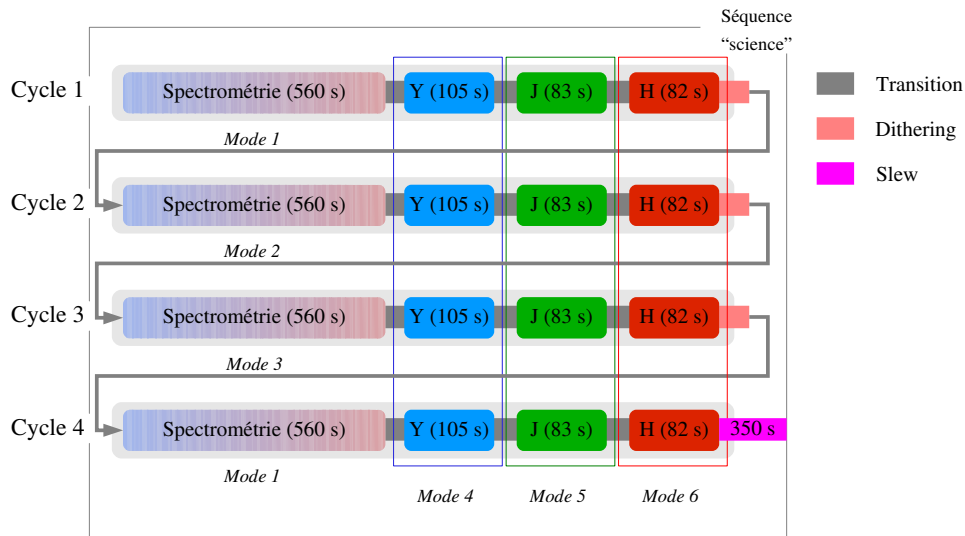 Séquence
“science”
Cycle 1
Spectrométrie (560 s)
Y (105 s)
J (83 s)
H (82 s)
Mode 1
Cycle 2
Spectrométrie (560 s)
Y (105 s)
J (83 s)
H (82 s)
Mode 2
Cycle 3
Spectrométrie (560 s)
Y (105 s)
J (83 s)
H (82 s)
Mode 3
Cycle 4
Spectrométrie (560 s)
Y (105 s)
J (83 s)
H (82 s)
350 s
Mode 1
Mode 4
Mode 5
Mode 6
Transition
Dithering
Slew